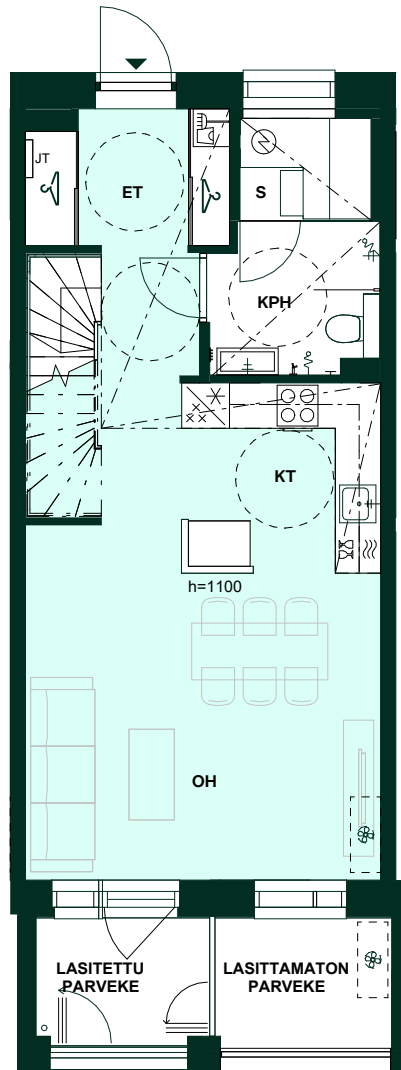 JT
ET
S
KPH
KT
h=1100
OH
LASITETTU
PARVEKE
LASITTAMATON
PARVEKE